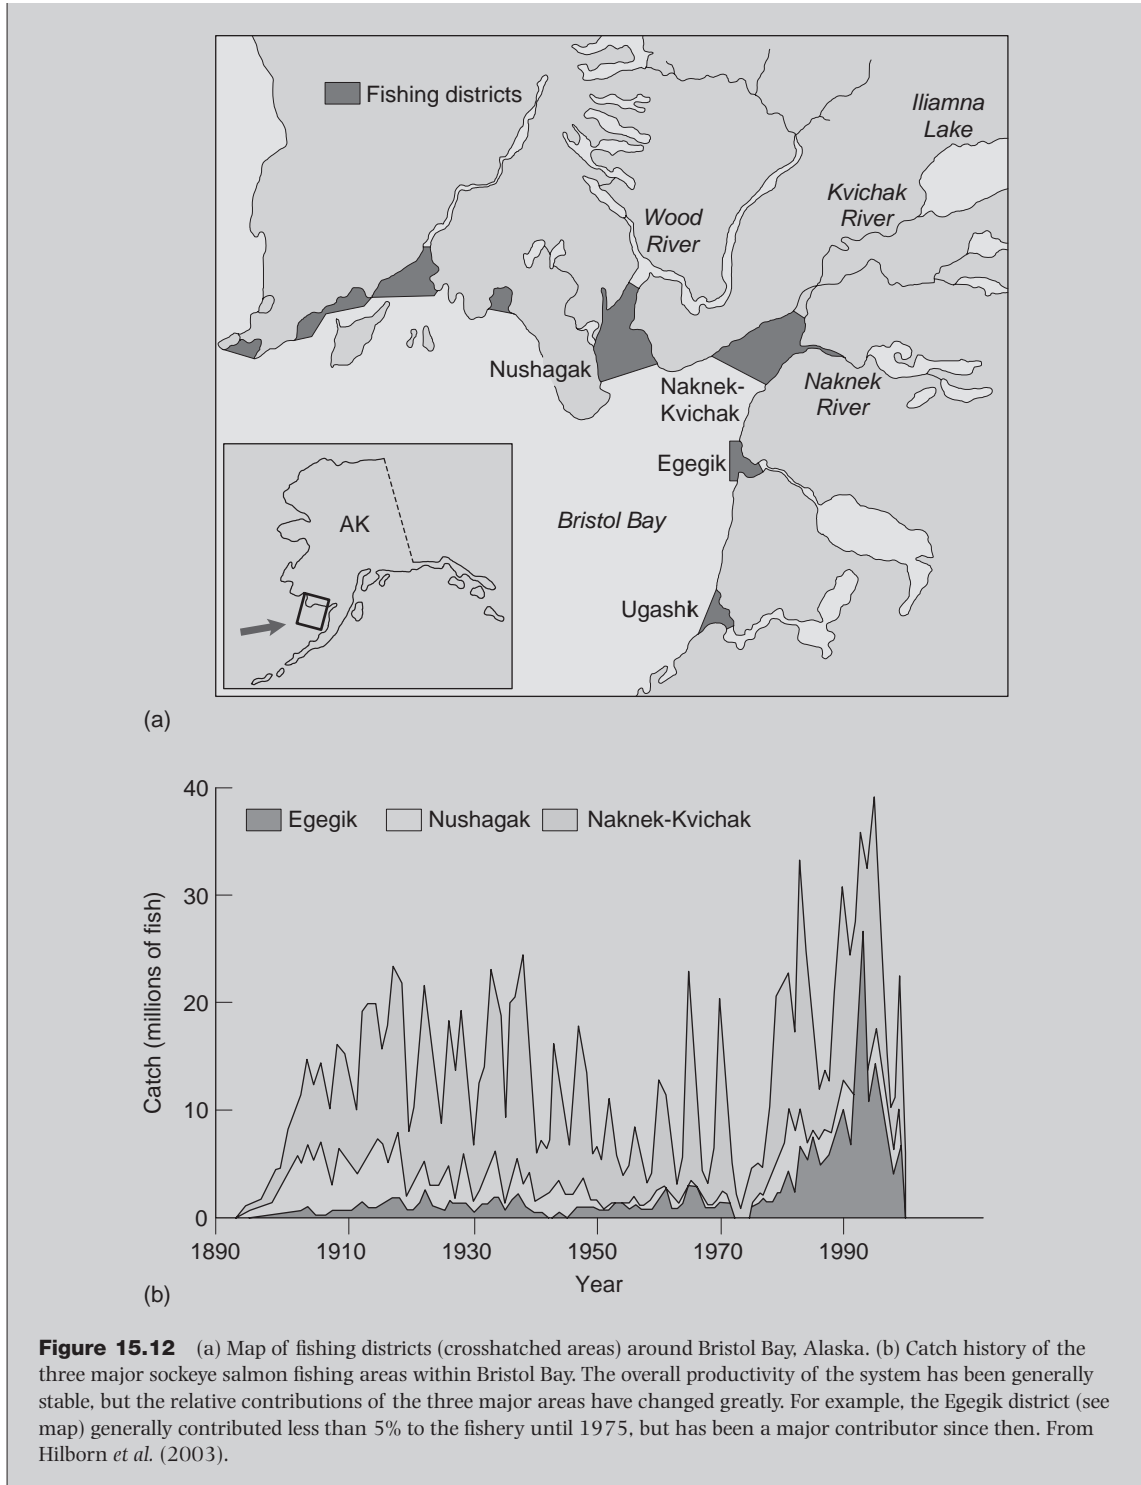 Fishing districts
Iliamna
Lake
Kvichak
River
Wood
River
Nushagak
Naknek-
Kvichak
Naknek
River
Egegik
AK
Bristol Bay
Ugashik
(a)
40
Egegik
Nushagak
Naknek-Kvichak
30
20
10
0
Catch (millions of fish)
1890
1910
1930
1950
1970
1990
Year
(b)
Figure 15.12 (a) Map of fishing districts (crosshatched areas) around Bristol Bay, Alaska. (b) Catch history of the
three major sockeye salmon fishing areas within Bristol Bay. The overall productivity of the system has been generally
stable, but the relative contributions of the three major areas have changed greatly. For example, the Egegik district (see
map) generally contributed less than 5% to the fishery until 1975, but has been a major contributor since then. From
Hilborn et al. (2003).